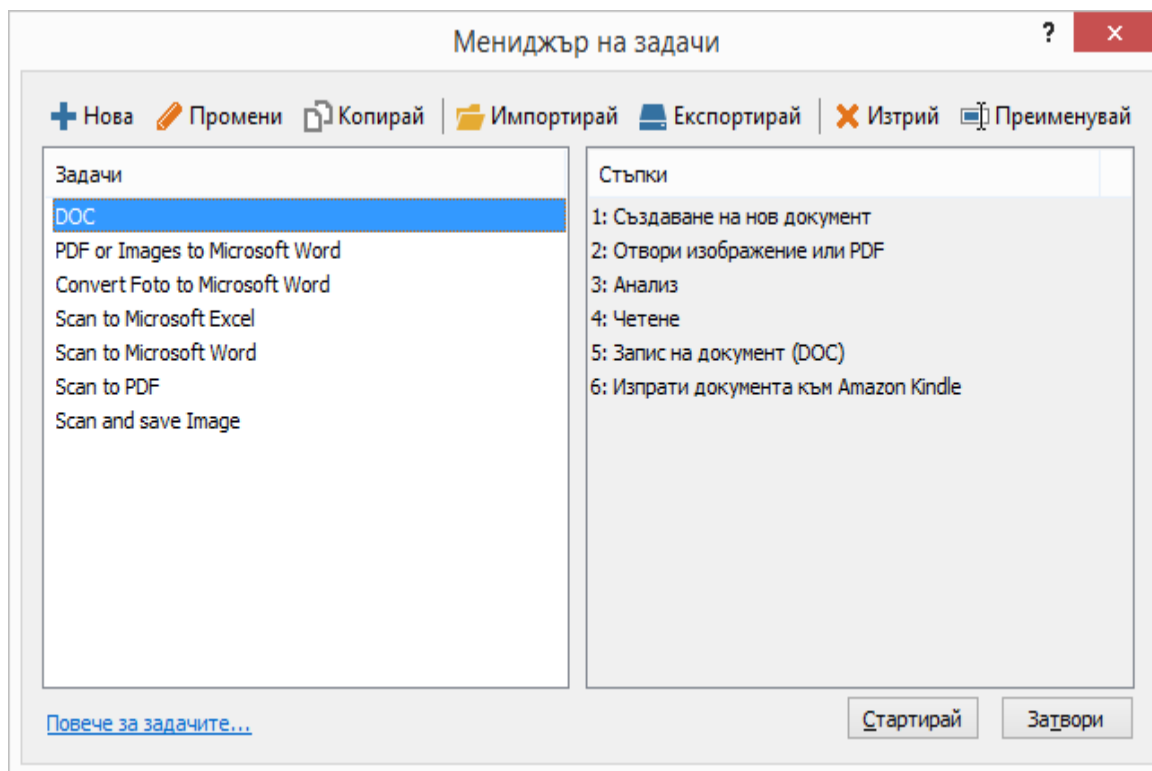 Мениджър на задачи
?
Нова Промени Копирай Импортирай Експортирай Изтрий Преименувай
Задачи
DOC
PDF or Images to Microsoft Word
Convert Foto to Microsoft Word
Scan to Microsoft Excel
Scan to Microsoft Word
Scan to PDF
Scan and save Image
Стъпки
1: Създаване на нов документ
2: Отвори изображение или PDF
3: Анализ
4: Четене
5: Запис на документ (DOC)
6: Изпрати документа към Amazon Kindle
Повече за задачите...
Стартирай
Затвори